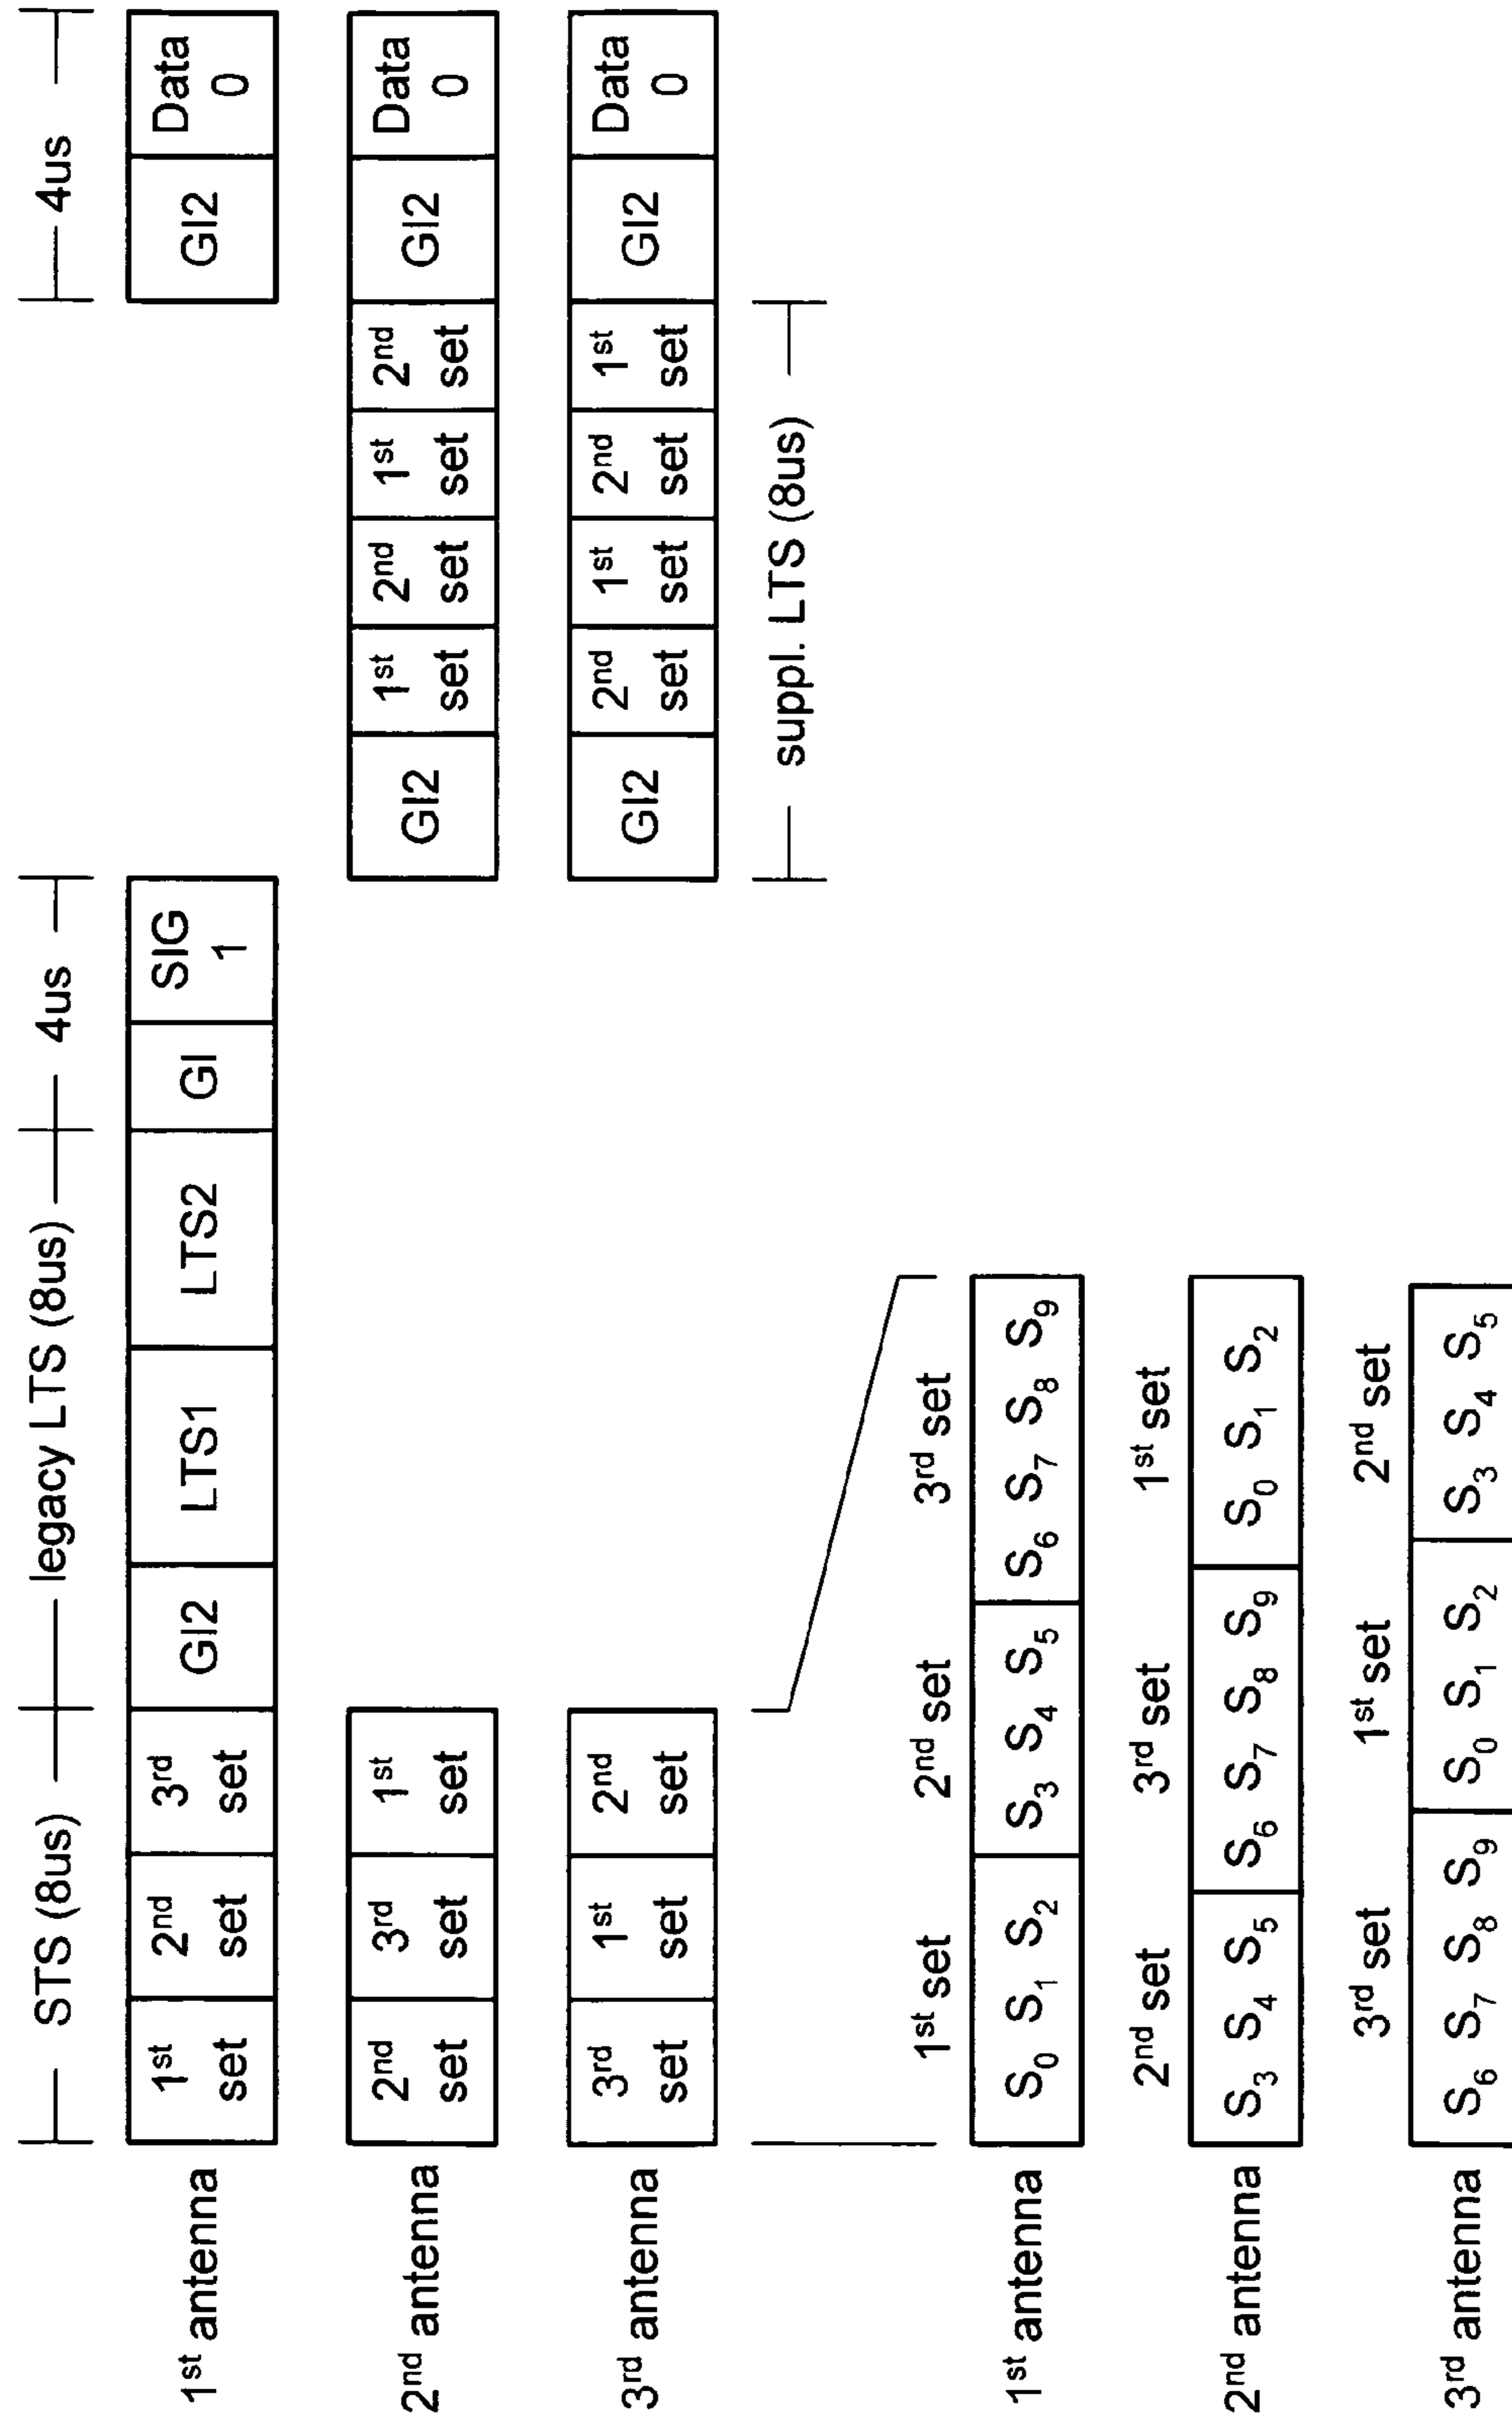 STS (8us) legacy LTS (8us) 4us 4us
1st antenna 1st set 2nd set 3rd set GI2 LTS1 LTS2 GI SIG 1 GI2 Data 0
2nd antenna 2nd set 3rd set 1st set GI2 1st set 2nd set 1st set 2nd set GI2 Data 0
3rd antenna 3rd set 1st set 2nd set GI2 2nd set 1st set 2nd set 1st set GI2 Data 0
suppl. LTS (8us)
1st set 2nd set 3rd set
1st antenna S0 S1 S2 S3 S4 S5 S6 S7 S8 S9
2nd set 3rd set 1st set
2nd antenna S3 S4 S5 S6 S7 S8 S9 S0 S1 S2
3rd set 1st set 2nd set
3rd antenna S6 S7 S8 S9 S0 S1 S2 S3 S4 S5